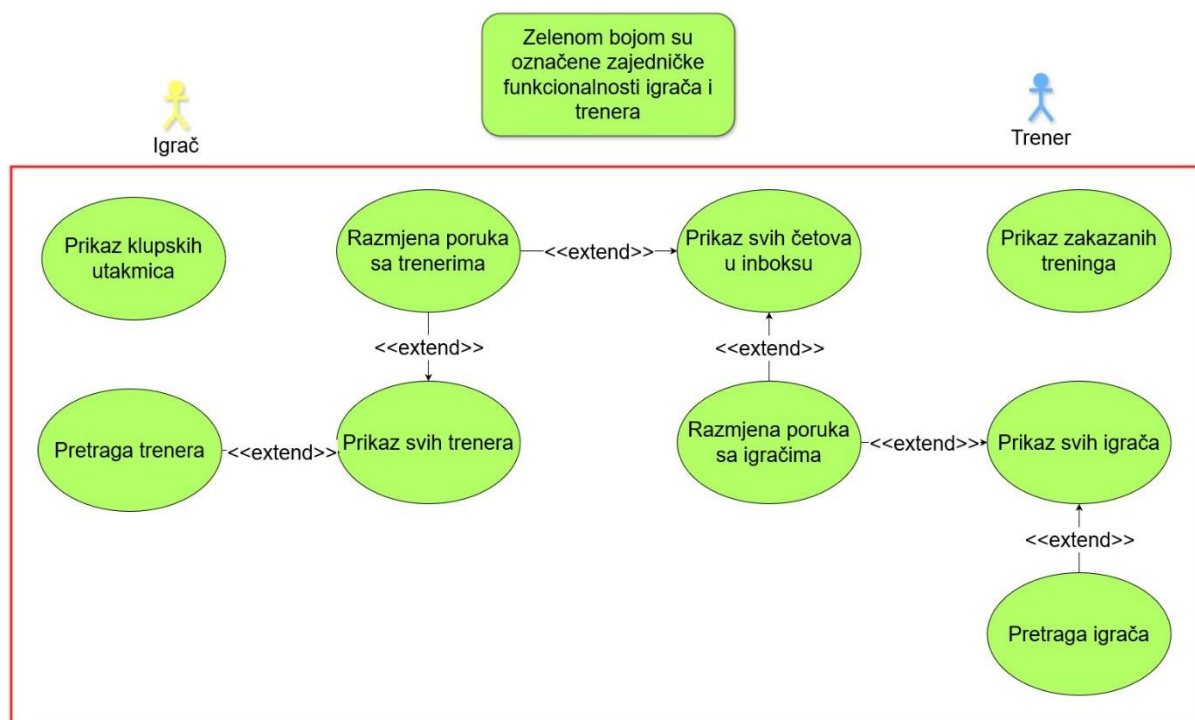 Zelenom bojom su
označene zajedničke
funkcionalnosti igrača i
trenera
Igrač
Trener
Prikaz klupskih
utakmica
Razmjena poruka
sa trenerima
<<extend>>
Prikaz svih četova
u inboksu
Prikaz zakazanih
treninga
<<extend>>
<<extend>>
Pretraga trenera
<<extend>>
Prikaz svih trenera
Razmjena poruka
sa igračima
<<extend>>
Prikaz svih igrača
<<extend>>
Pretraga igrača